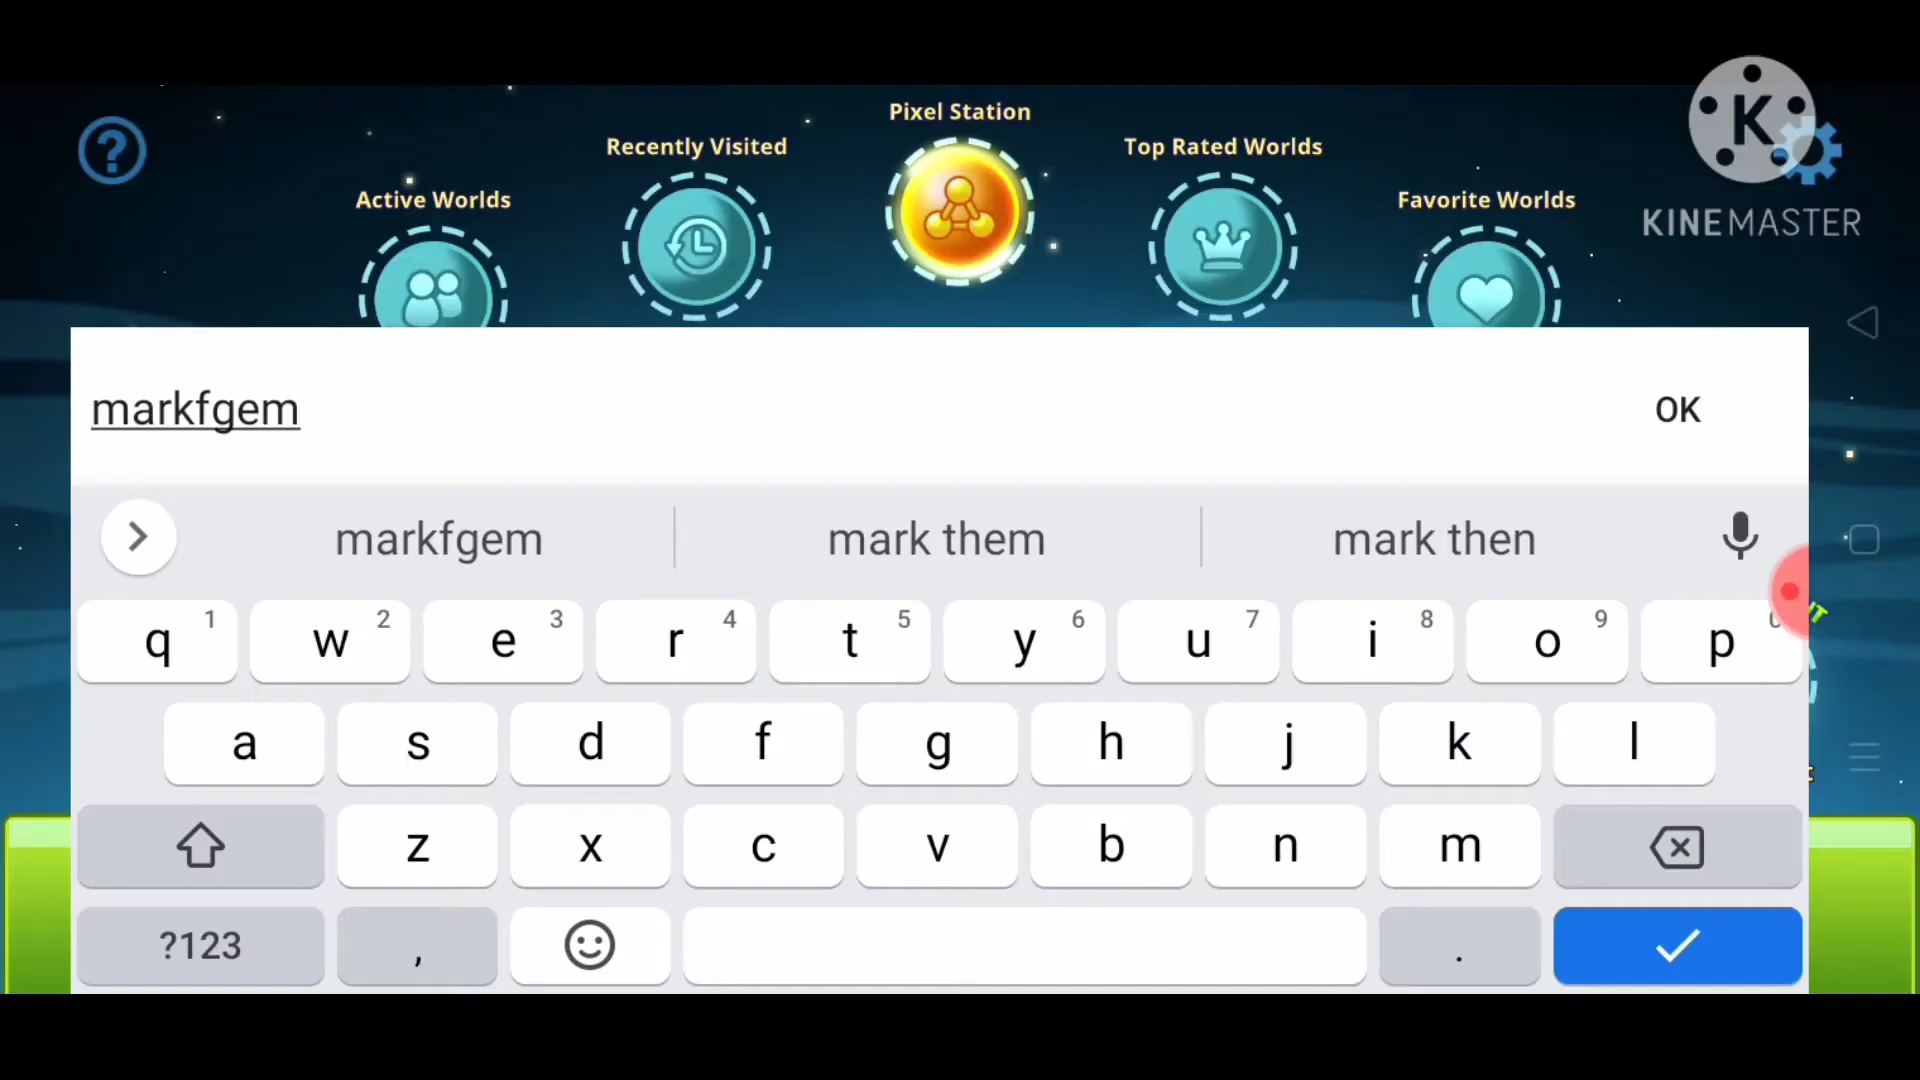 Pixel Station
Recently Visited
Top Rated Worlds
Active Worlds
Favorite Worlds
K
KINEMASTER
markfgem
OK
markfgem mark them mark then
q 1 w 2 e 3 r 4 t 5 y 6 u 7 i 8 o 9 p
a s d f g h j k l
z x c v b n m
?123 , .